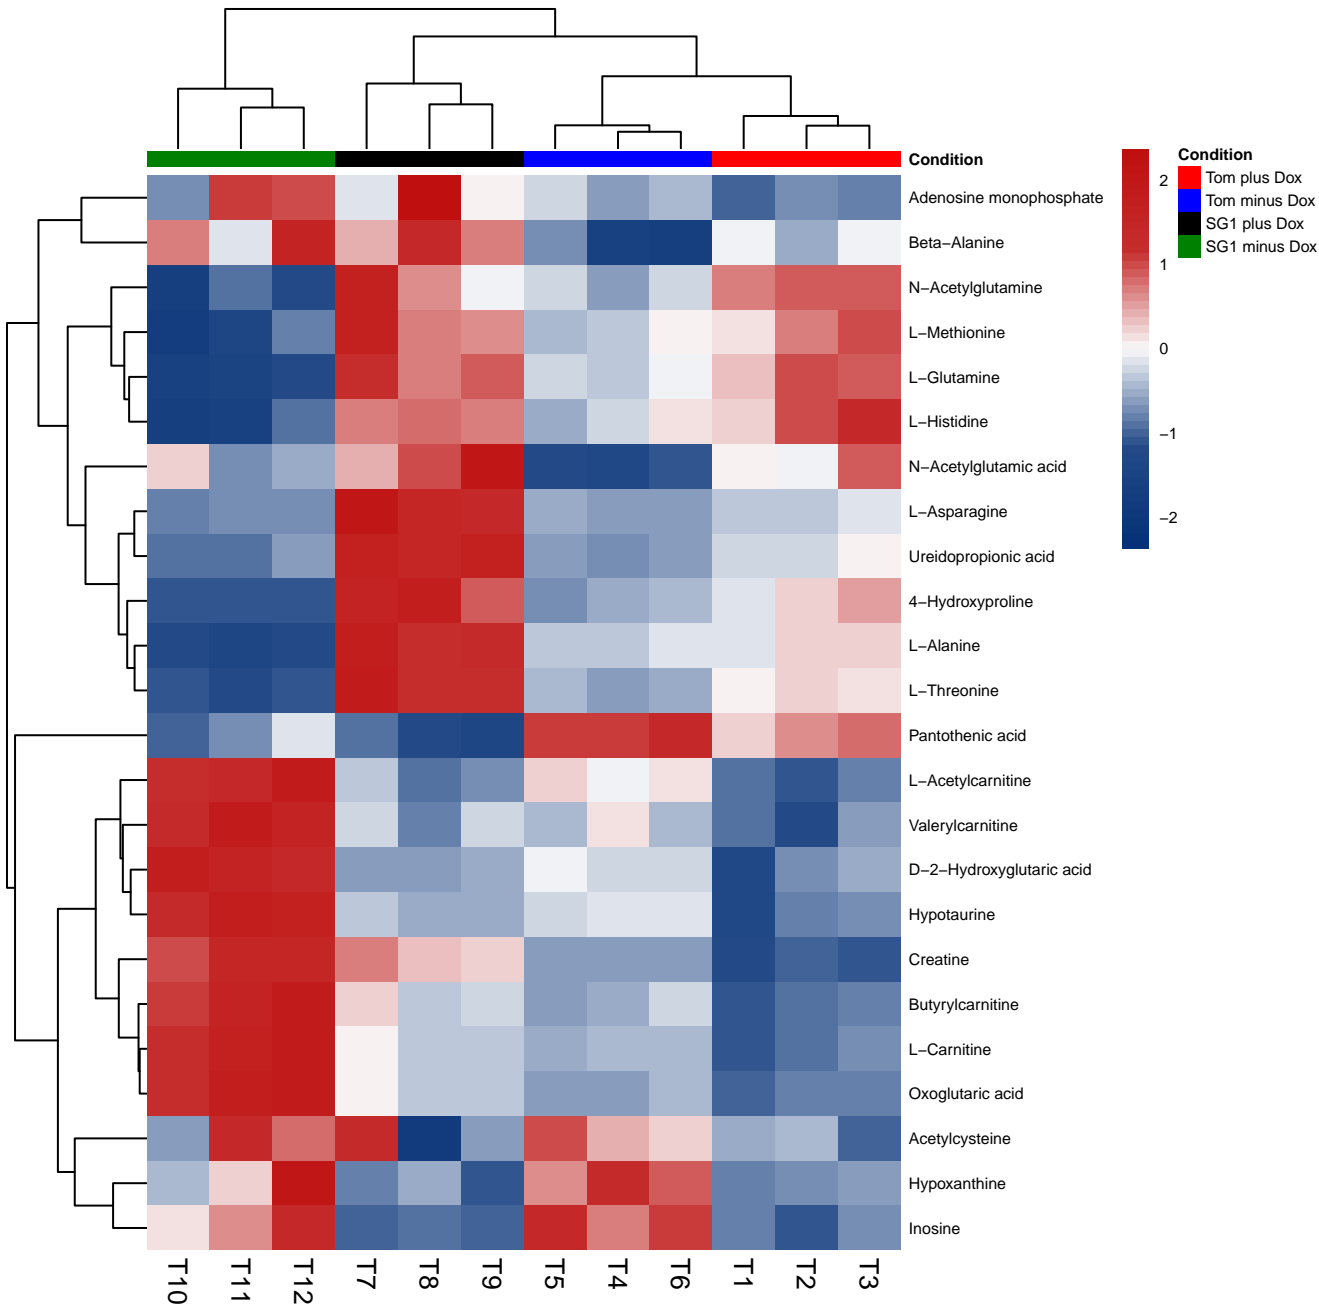 Condition
Adenosine monophosphate
Beta−Alanine
N−Acetylglutamine
L−Methionine
L−Glutamine
L−Histidine
N−Acetylglutamic acid
L−Asparagine
Ureidopropionic acid
4−Hydroxyproline
L−Alanine
L−Threonine
Pantothenic acid
L−Acetylcarnitine
Valerylcarnitine
D−2−Hydroxyglutaric acid
Hypotaurine
Creatine
Butyrylcarnitine
L−Carnitine
Oxoglutaric acid
Acetylcysteine
Hypoxanthine
Inosine
T10
T11
T12
T7
T8
T9
T5
T4
T6
T1
T2
T3
2
1
0
−1
−2
Condition
Tom plus Dox
Tom minus Dox
SG1 plus Dox
SG1 minus Dox